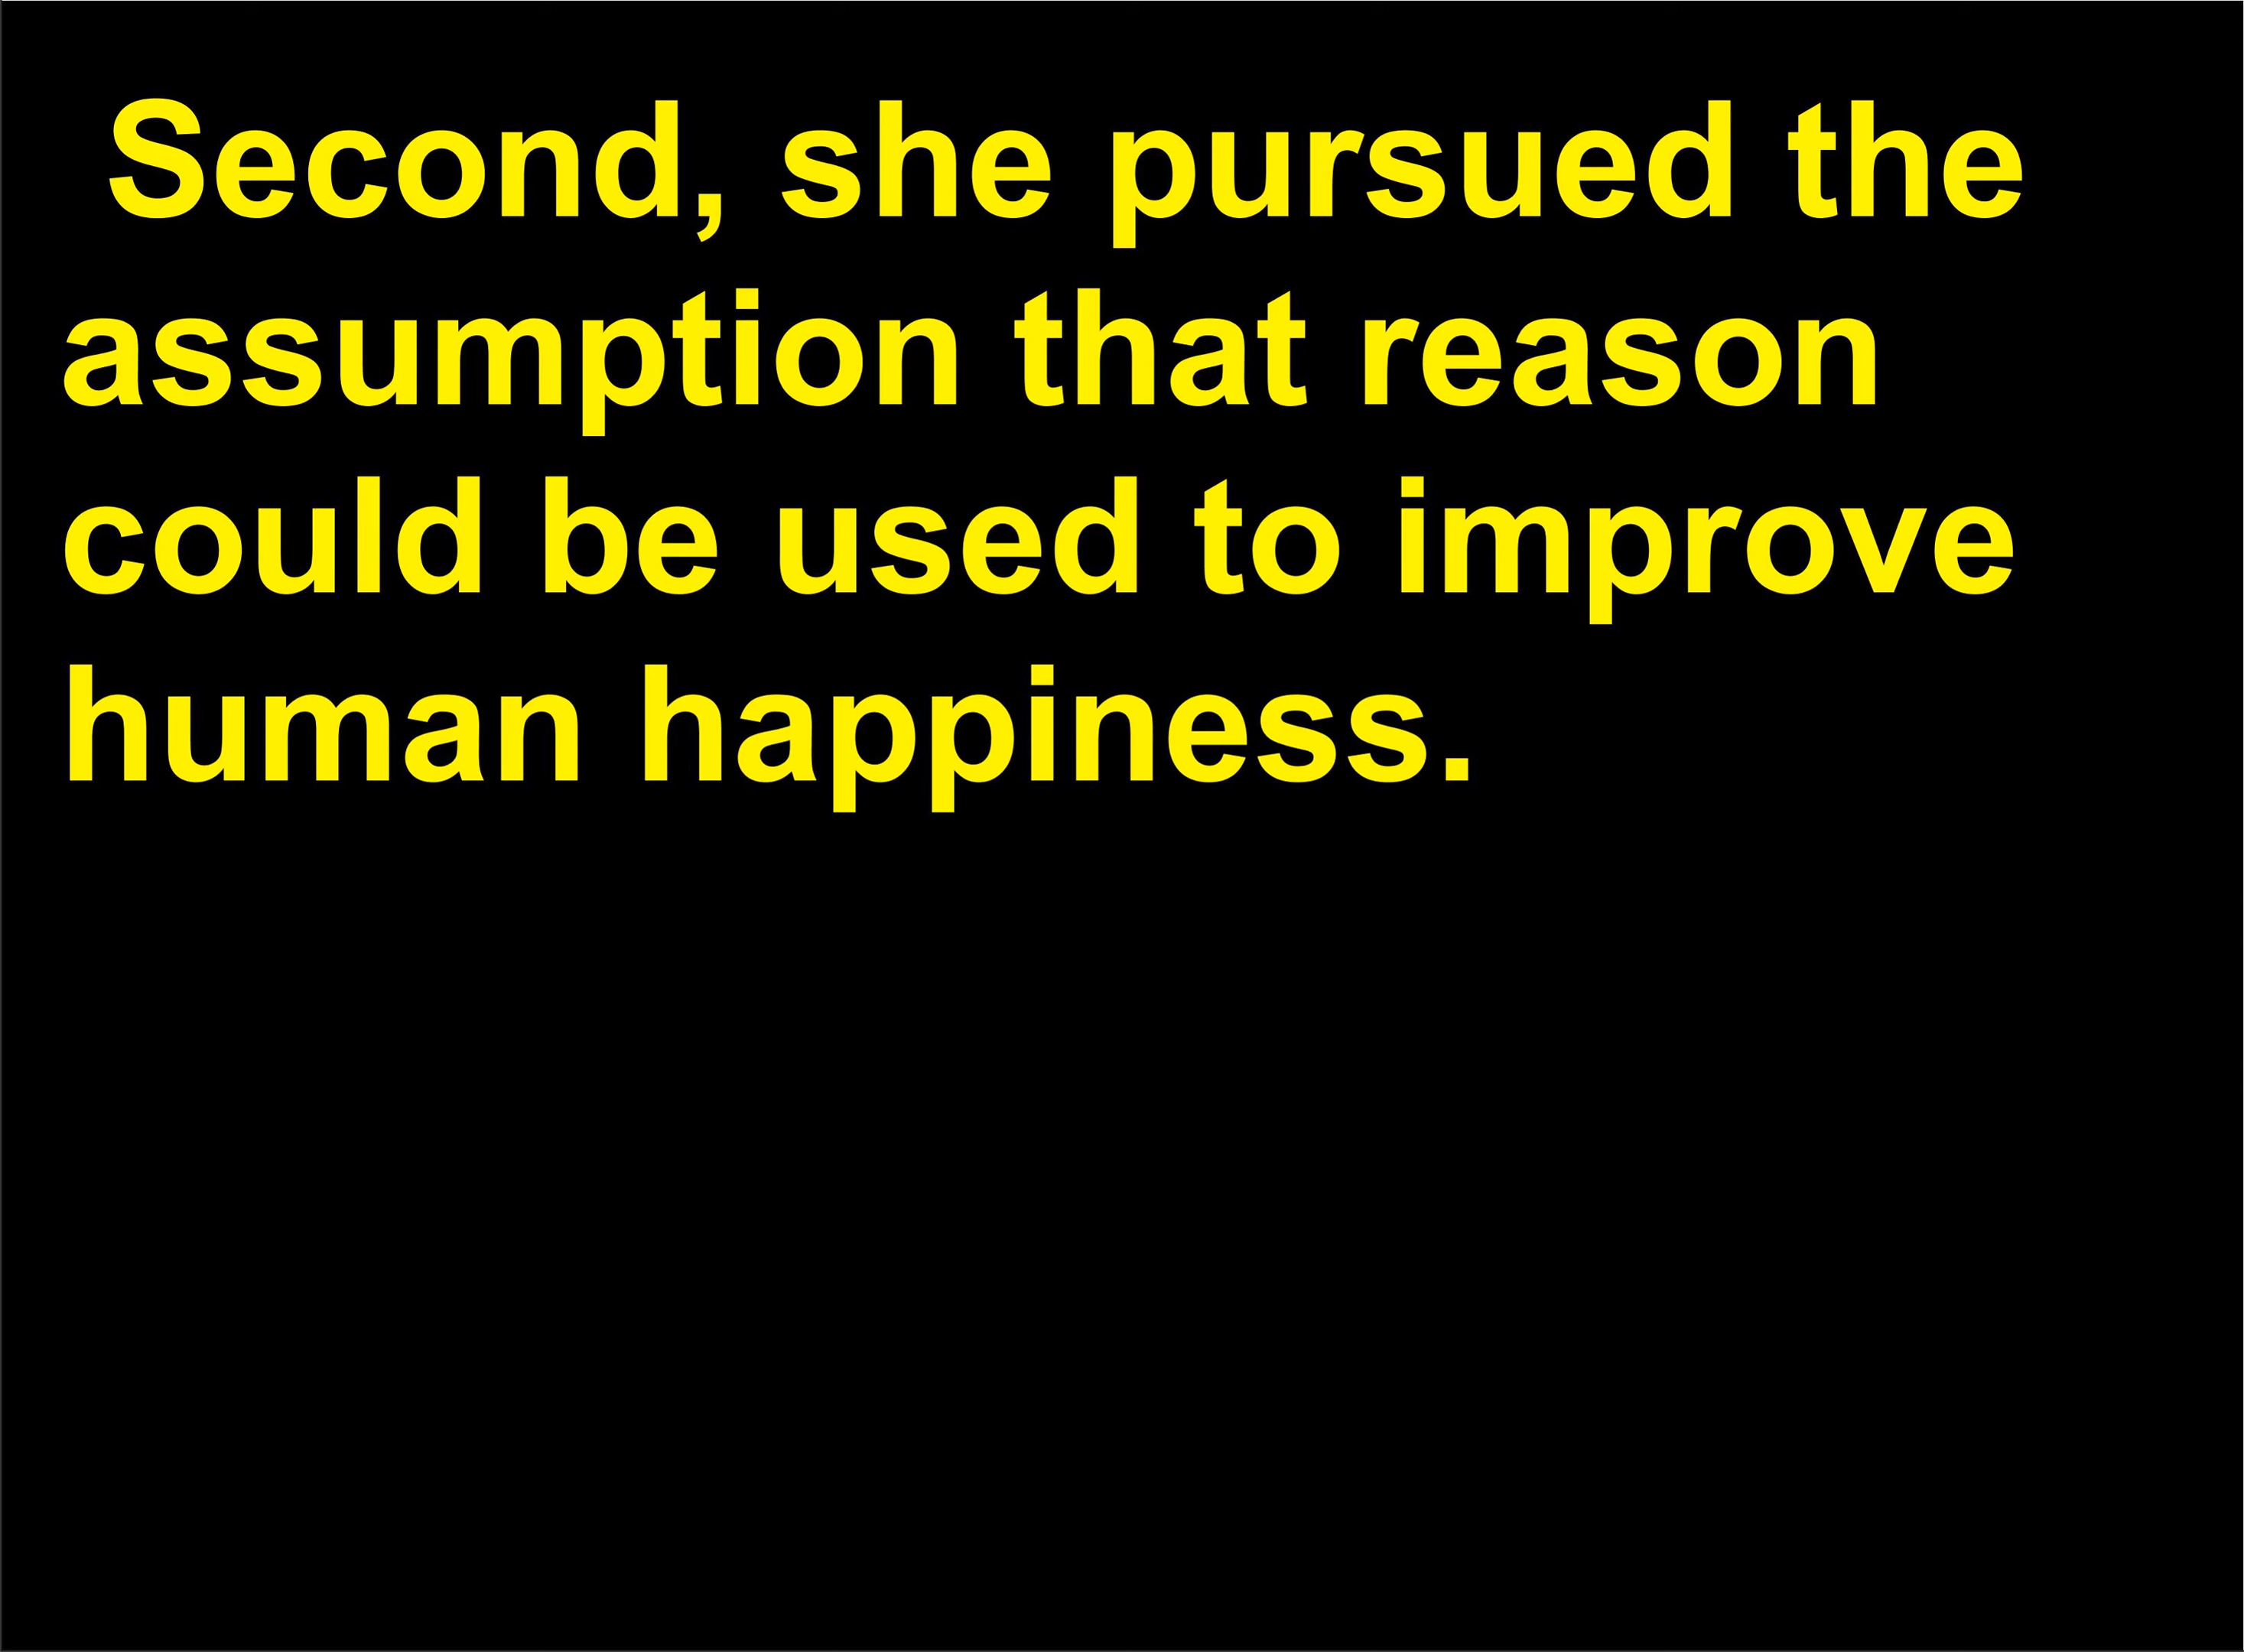 Second, she pursued the
assumption that reason
could be used to improve
human happiness.